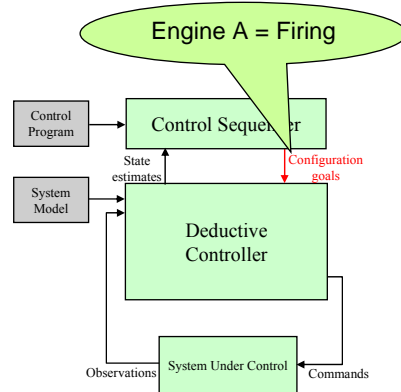 Engine A = Firing
Control
Program
Control Sequencer
State
estimates
Configuration
goals
System
Model
Deductive
Controller
Observations
System Under Control
Commands